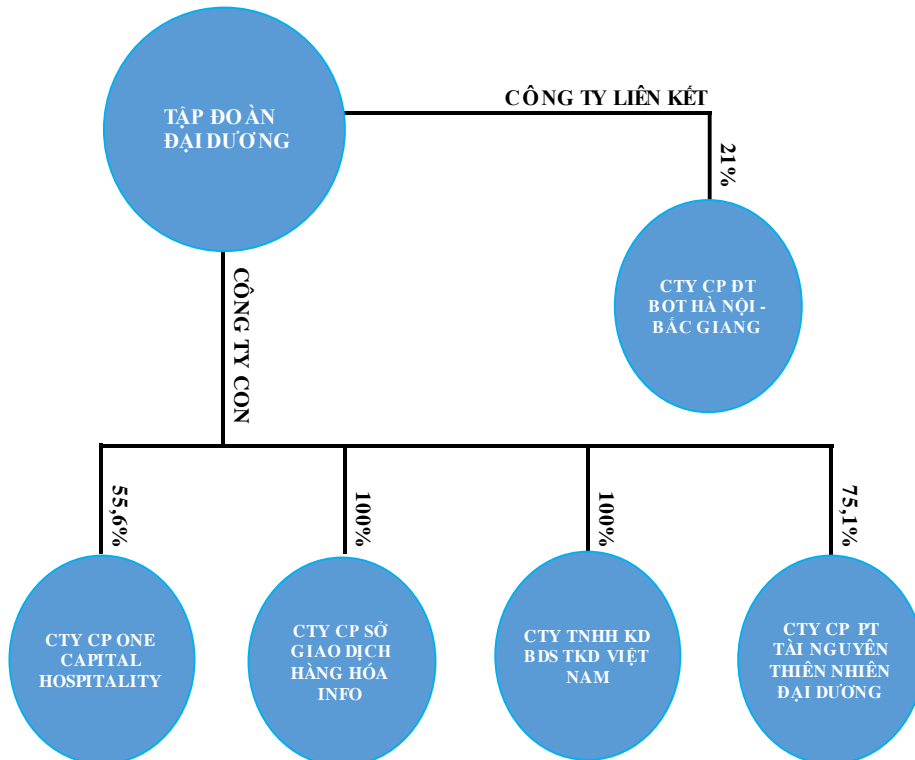 TẬP ĐOÀN
ĐẠI DƯƠNG
CÔNG TY LIÊN KẾT
21%
CTY CP ĐT
BOT HÀ NỘI -
BẮC GIANG
CÔNG TY CON
55,6%
100%
100%
75,1%
CTY CP ONE
CAPITAL
HOSPITALITY
CTY CP SỞ
GIAO DỊCH
HÀNG HÓA
INFO
CTY TNHH KD
BDS TKD VIỆT
NAM
CTY CP PT
TÀI NGUYÊN
THIÊN NHIÊN
ĐẠI DƯƠNG